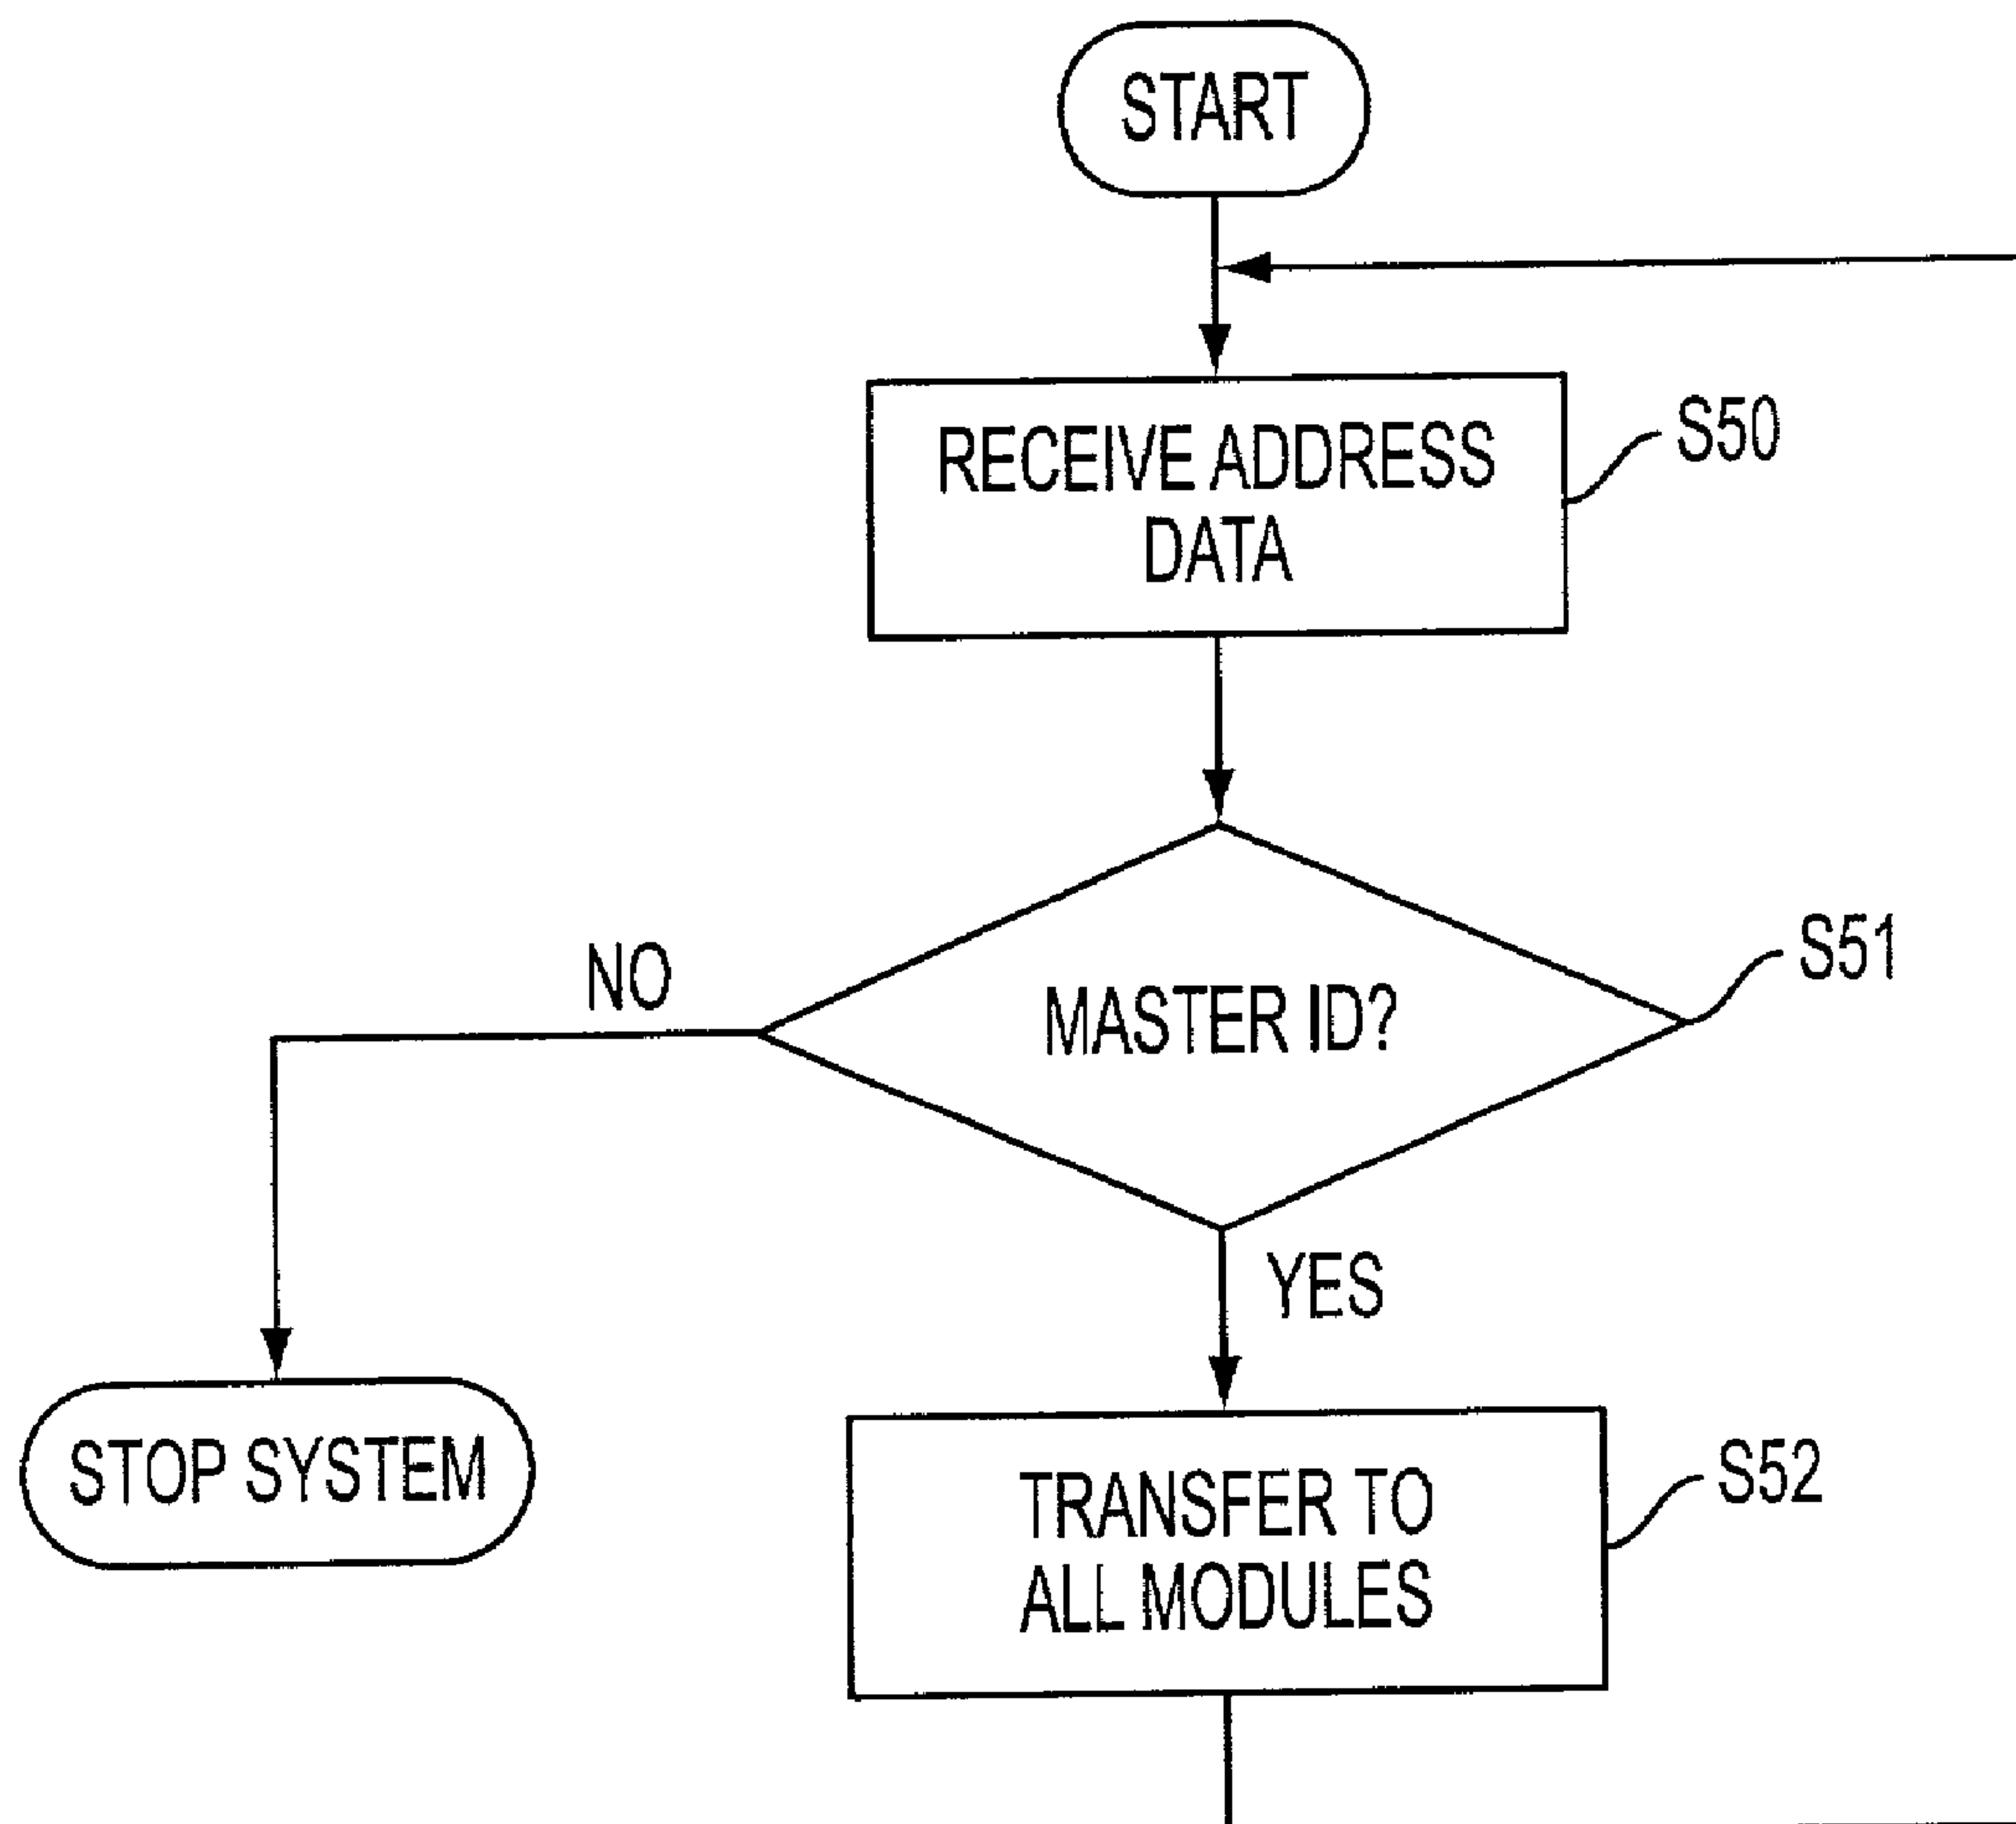 START
RECEIVE ADDRESS
DATA
S50
MASTER ID?
S51
NO
YES
STOP SYSTEM
TRANSFER TO
ALL MODULES
S52